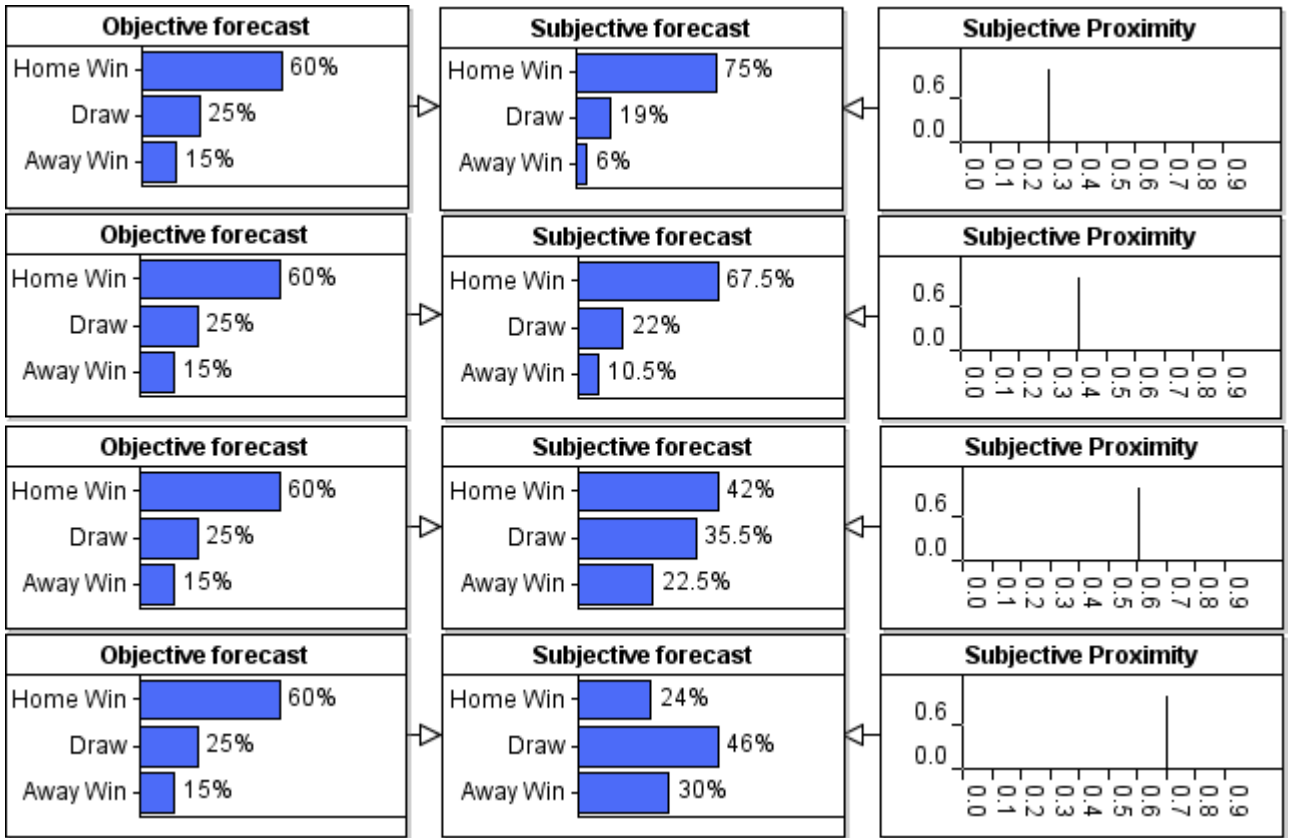 Objective forecast
Home Win 60%
Draw 25%
Away Win 15%
Subjective forecast
Home Win 75%
Draw 19%
Away Win 6%
Subjective Proximity
0.6
0.0
0.0 0.1 0.2 0.3 0.4 0.5 0.6 0.7 0.8 0.9
Objective forecast
Home Win 60%
Draw 25%
Away Win 15%
Subjective forecast
Home Win 67.5%
Draw 22%
Away Win 10.5%
Subjective Proximity
0.6
0.0
0.0 0.1 0.2 0.3 0.4 0.5 0.6 0.7 0.8 0.9
Objective forecast
Home Win 60%
Draw 25%
Away Win 15%
Subjective forecast
Home Win 42%
Draw 35.5%
Away Win 22.5%
Subjective Proximity
0.6
0.0
0.0 0.1 0.2 0.3 0.4 0.5 0.6 0.7 0.8 0.9
Objective forecast
Home Win 60%
Draw 25%
Away Win 15%
Subjective forecast
Home Win 24%
Draw 46%
Away Win 30%
Subjective Proximity
0.6
0.0
0.0 0.1 0.2 0.3 0.4 0.5 0.6 0.7 0.8 0.9